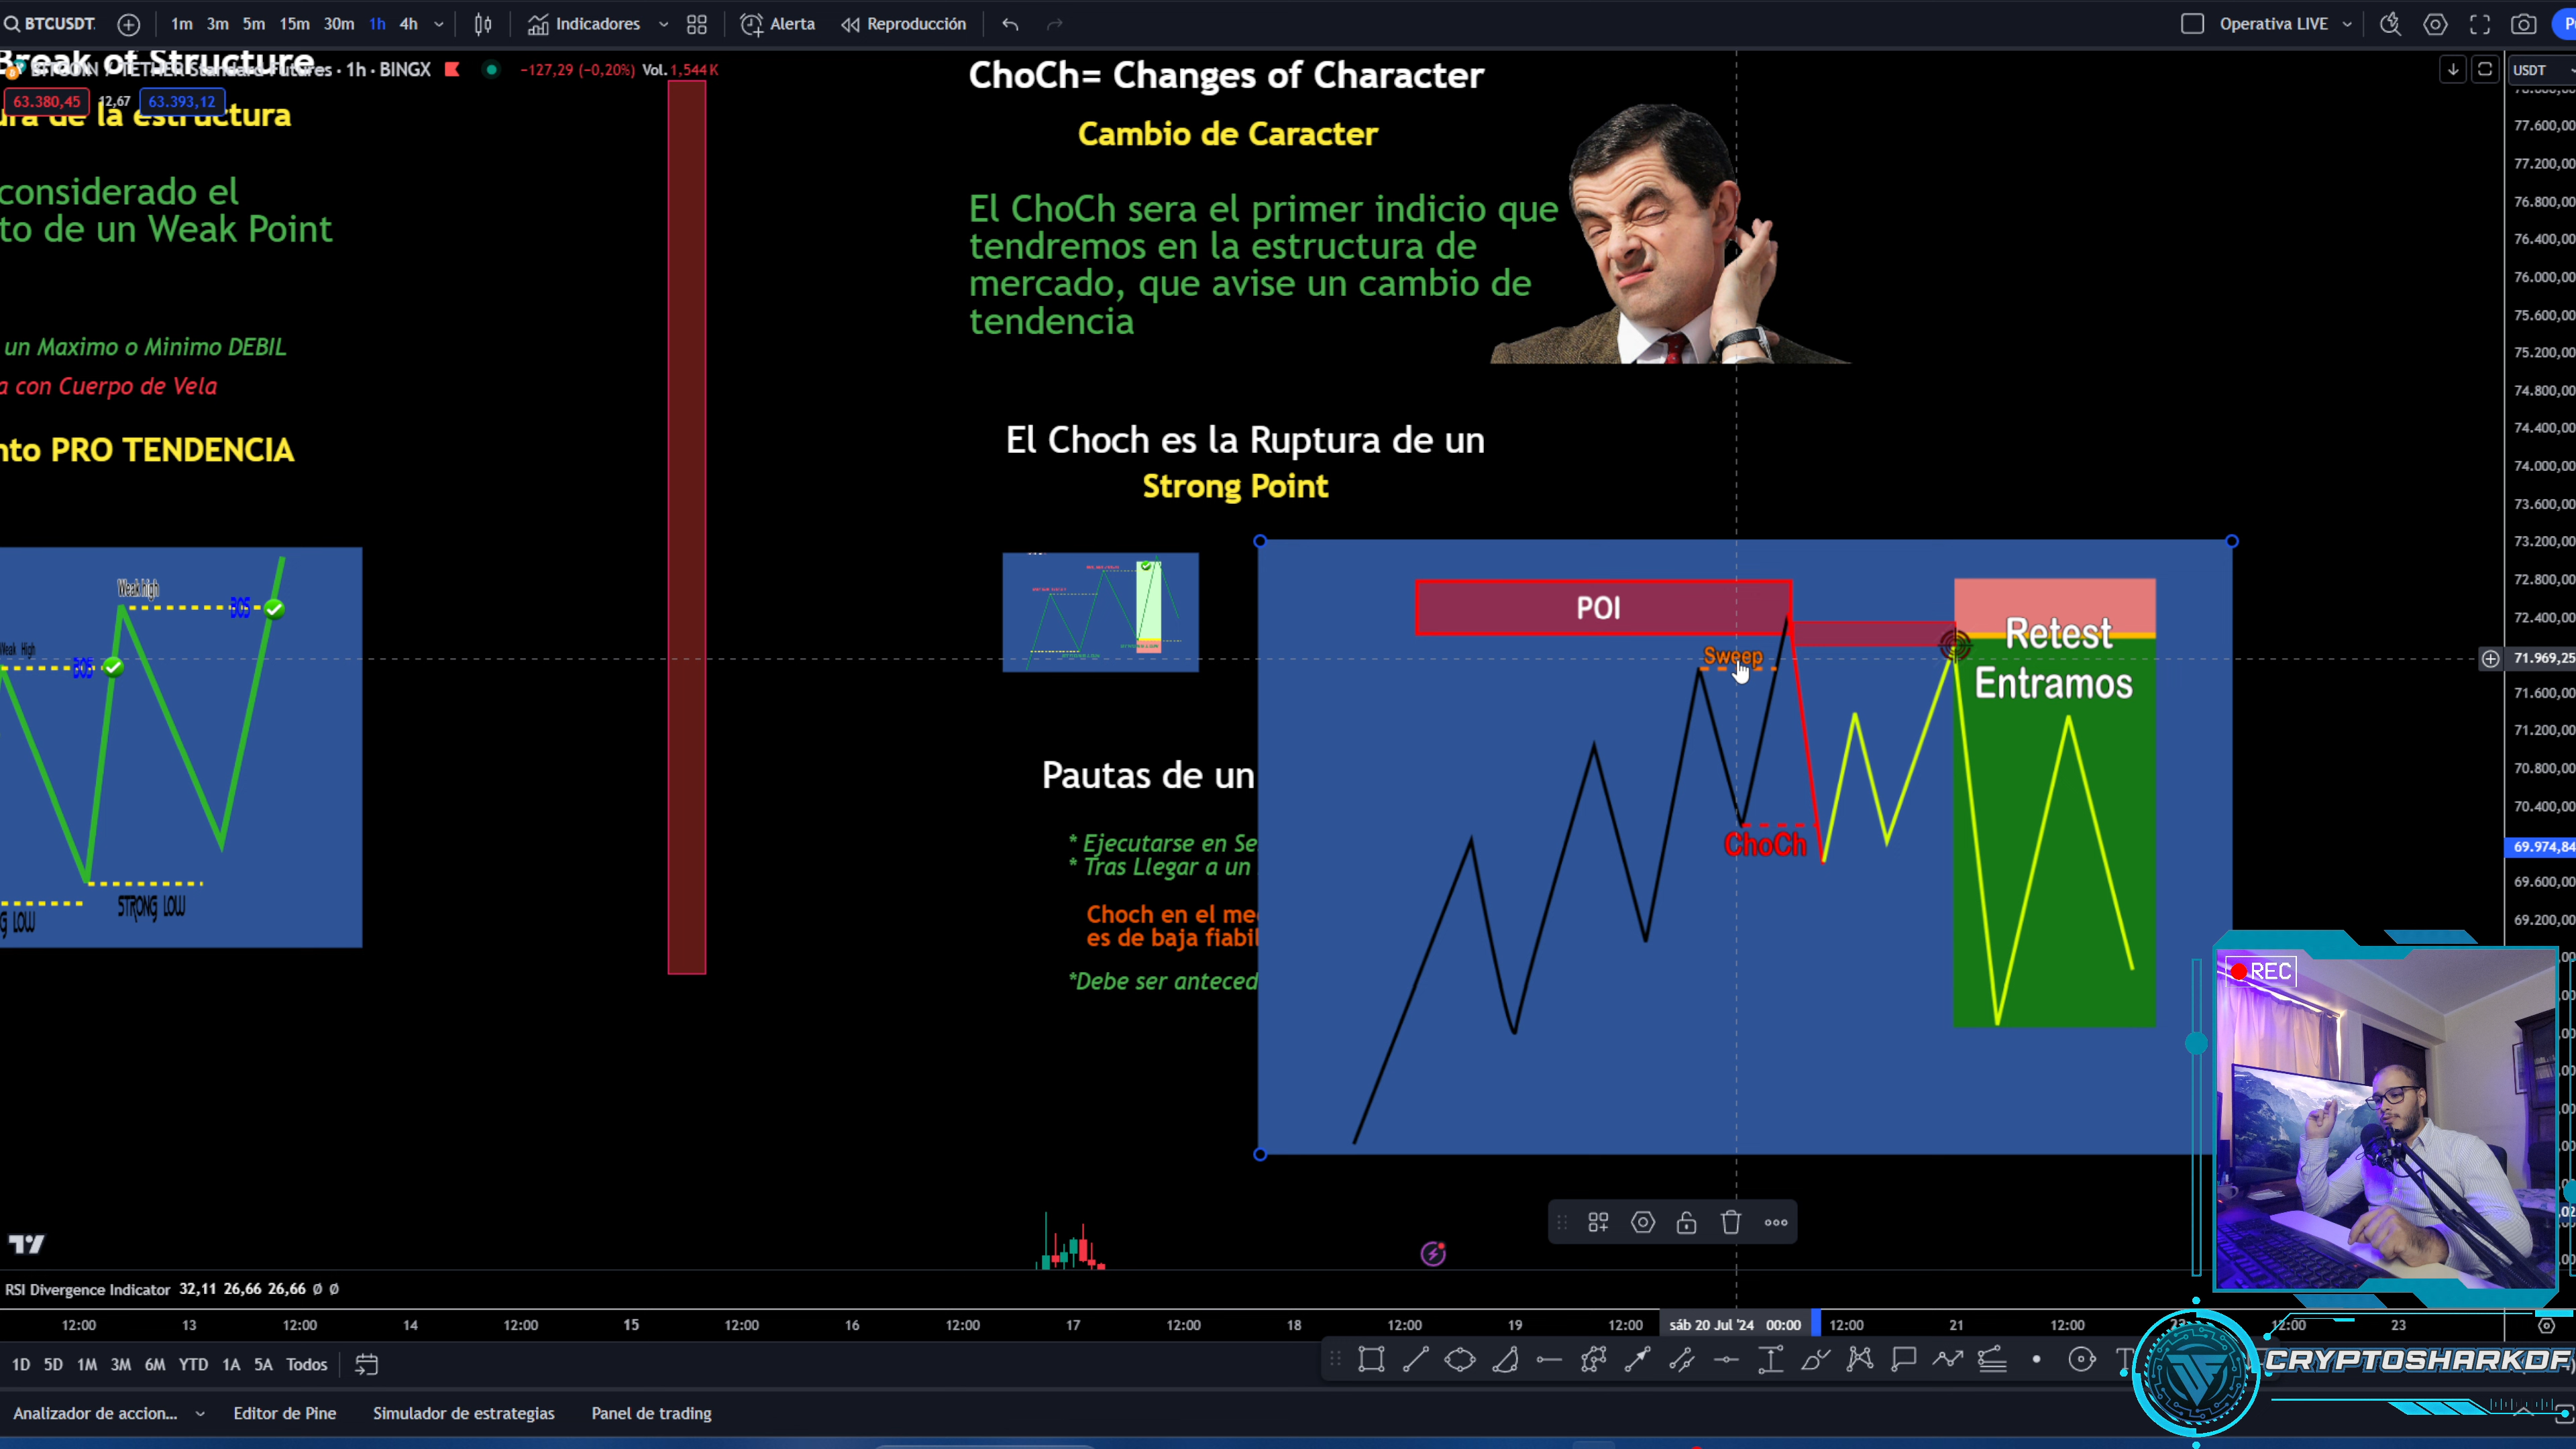 BTCUSDT
1m 3m 5m 15m 30m 1h 4h
Indicadores
Alerta
Reproducción
Operativa LIVE
Break of Structure
BITCOIN / TETHER Standard Futures · 1h · BINGX
−127,29 (−0,20%) Vol. 1,544 K
63.380,45 12,67 63.393,12
ura de la estructura
considerado el
to de un Weak Point
un Maximo o Minimo DEBIL
a con Cuerpo de Vela
nto PRO TENDENCIA
Weak high
BOS
Weak High
BOS
STRONG LOW
G LOW
ChoCh= Changes of Character
Cambio de Caracter
El ChoCh sera el primer indicio que
tendremos en la estructura de
mercado, que avise un cambio de
tendencia
El Choch es la Ruptura de un
Strong Point
Pautas de un
* Ejecutarse en Se
* Tras Llegar a un
Choch en el me
es de baja fiabil
*Debe ser anteced
POI
Sweep
ChoCh
Retest
Entramos
USDT
77.600,00
77.200,00
76.800,00
76.400,00
76.000,00
75.600,00
75.200,00
74.800,00
74.400,00
74.000,00
73.600,00
73.200,00
72.800,00
72.400,00
71.969,25
71.600,00
71.200,00
70.800,00
70.400,00
69.974,84
69.600,00
69.200,00
REC
RSI Divergence Indicator 32,11 26,66 26,66 ∅ ∅
12:00 13 12:00 14 12:00 15 12:00 16 12:00 17 12:00 18 12:00 19 12:00 sáb 20 Jul '24 00:00 12:00 21 12:00 12:00 23
1D 5D 1M 3M 6M YTD 1A 5A Todos
CRYPTOSHARKDF
Analizador de accion... Editor de Pine Simulador de estrategias Panel de trading